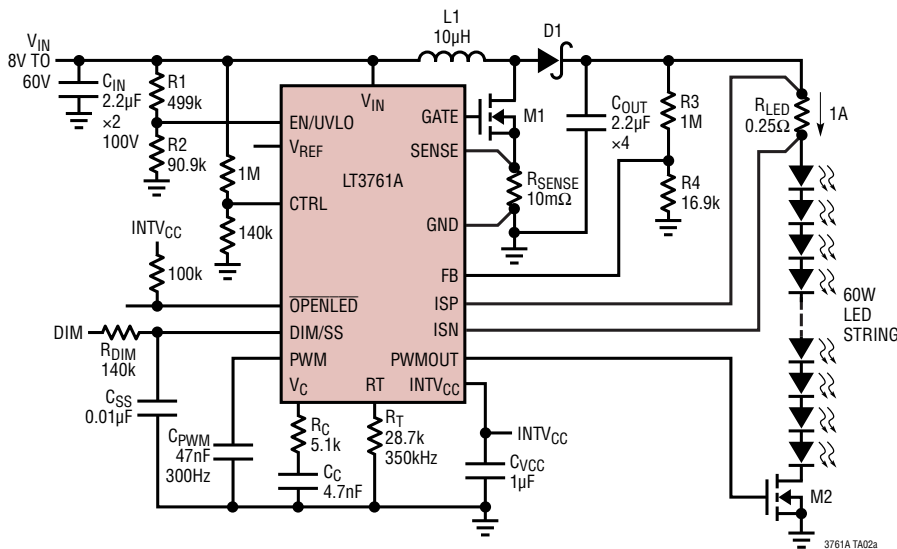 V_IN
8V TO
60V
C_IN
2.2µF
×2
100V
R1
499k
R2
90.9k
1M
140k
INTV_CC
100k
DIM
R_DIM
140k
C_SS
0.01µF
C_PWM
47nF
300Hz
R_C
5.1k
C_C
4.7nF
R_T
28.7k
350kHz
V_IN
EN/UVLO
V_REF
LT3761A
CTRL
OPENLED
DIM/SS
PWM
V_C
RT
GATE
SENSE
GND
FB
ISP
ISN
PWMOUT
INTV_CC
L1
10µH
D1
M1
R_SENSE
10mΩ
C_OUT
2.2µF
×4
R3
1M
R4
16.9k
R_LED
0.25Ω
1A
60W
LED
STRING
INTV_CC
C_VCC
1µF
M2
3761A TA02a